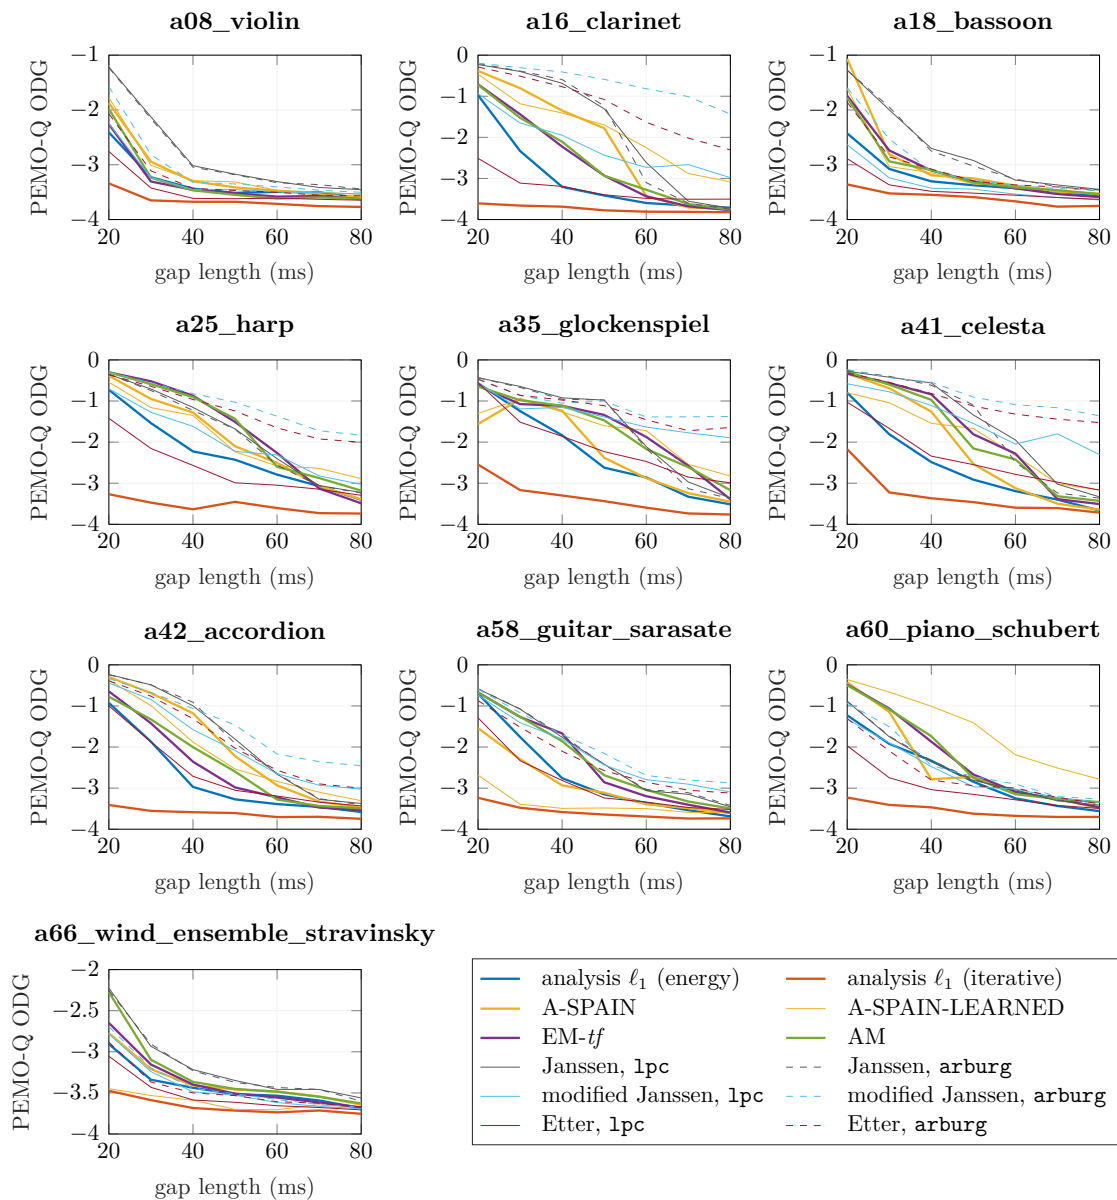 a08_violin
a16_clarinet
a18_bassoon
PEMO-Q ODG
−1
−2
−3
−4
20 40 60 80
gap length (ms)
PEMO-Q ODG
0
−1
−2
−3
−4
20 40 60 80
gap length (ms)
PEMO-Q ODG
−1
−2
−3
−4
20 40 60 80
gap length (ms)
a25_harp
a35_glockenspiel
a41_celesta
PEMO-Q ODG
0
−1
−2
−3
−4
20 40 60 80
gap length (ms)
PEMO-Q ODG
0
−1
−2
−3
−4
20 40 60 80
gap length (ms)
PEMO-Q ODG
0
−1
−2
−3
−4
20 40 60 80
gap length (ms)
a42_accordion
a58_guitar_sarasate
a60_piano_schubert
PEMO-Q ODG
0
−1
−2
−3
−4
20 40 60 80
gap length (ms)
PEMO-Q ODG
0
−1
−2
−3
−4
20 40 60 80
gap length (ms)
PEMO-Q ODG
0
−1
−2
−3
−4
20 40 60 80
gap length (ms)
a66_wind_ensemble_stravinsky
PEMO-Q ODG
−2
−2.5
−3
−3.5
−4
20 40 60 80
gap length (ms)
analysis ℓ1 (energy) analysis ℓ1 (iterative)
A-SPAIN A-SPAIN-LEARNED
EM-tf AM
Janssen, lpc Janssen, arburg
modified Janssen, lpc modified Janssen, arburg
Etter, lpc Etter, arburg